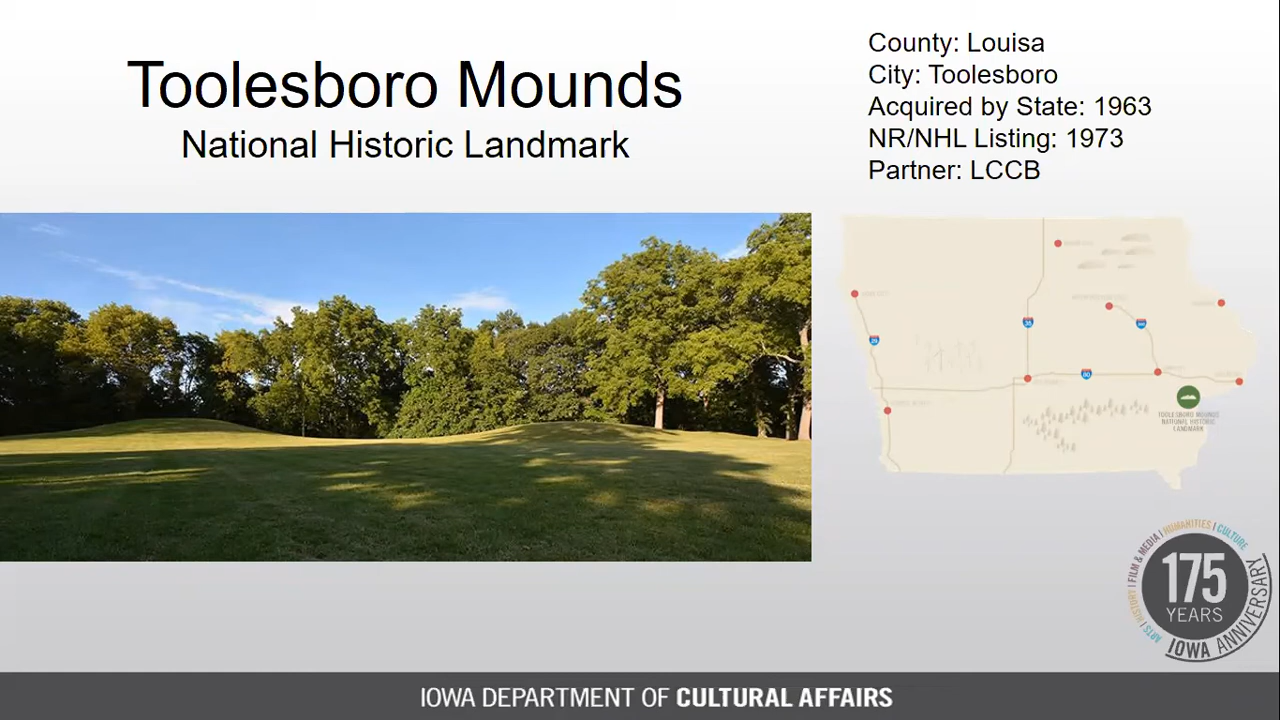 Toolesboro Mounds
National Historic Landmark
County: Louisa
City: Toolesboro
Acquired by State: 1963
NR/NHL Listing: 1973
Partner: LCCB
35
29
80
TOOLESBORO MOUNDS
NATIONAL HISTORIC
LANDMARK
ARTS | HISTORY | FILM & MEDIA | HUMANITIES | CULTURE
175
YEARS
IOWA ANNIVERSARY
IOWA DEPARTMENT OF CULTURAL AFFAIRS